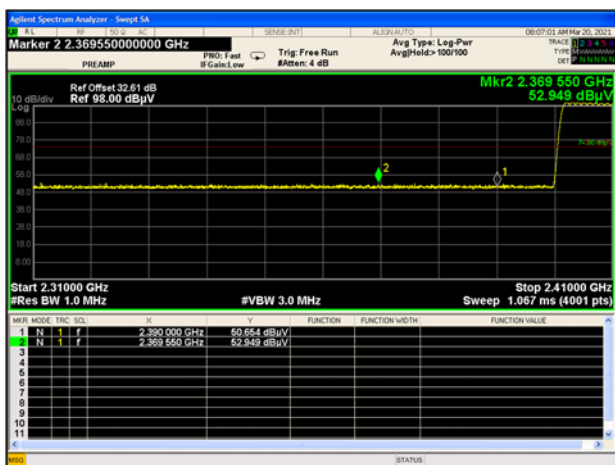 Agilent Spectrum Analyzer - Swept SA
RL RF 50 Ω AC SENSE:INT ALIGNAUTO 08:07:01 AM Mar 20, 2021
Marker 2 2.369550000000 GHz
PNO: Fast
IFGain:Low
Trig: Free Run
#Atten: 4 dB
Avg Type: Log-Pwr
Avg|Hold:>100/100
TRACE 1 2 3 4 5 6
TYPE M
DET P N N N N N
PREAMP
Mkr2 2.369 550 GHz
52.949 dBµV
Ref Offset 32.61 dB
Ref 98.00 dBµV
10 dB/div
Log
88.0
78.0
68.0
58.0
48.0
38.0
28.0
18.0
8.00
2
1
Start 2.31000 GHz
Stop 2.41000 GHz
#Res BW 1.0 MHz
#VBW 3.0 MHz
Sweep 1.067 ms (4001 pts)
MKR MODE TRC SCL X Y FUNCTION FUNCTION WIDTH FUNCTION VALUE
1 N 1 f 2.390 000 GHz 50.654 dBµV
2 N 1 f 2.369 550 GHz 52.949 dBµV
3
4
5
6
7
8
9
10
11
MSG
STATUS